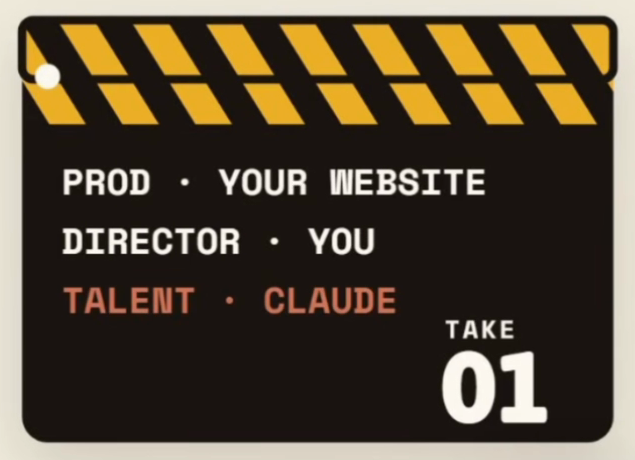 PROD · YOUR WEBSITE
DIRECTOR · YOU
TALENT · CLAUDE
TAKE
01